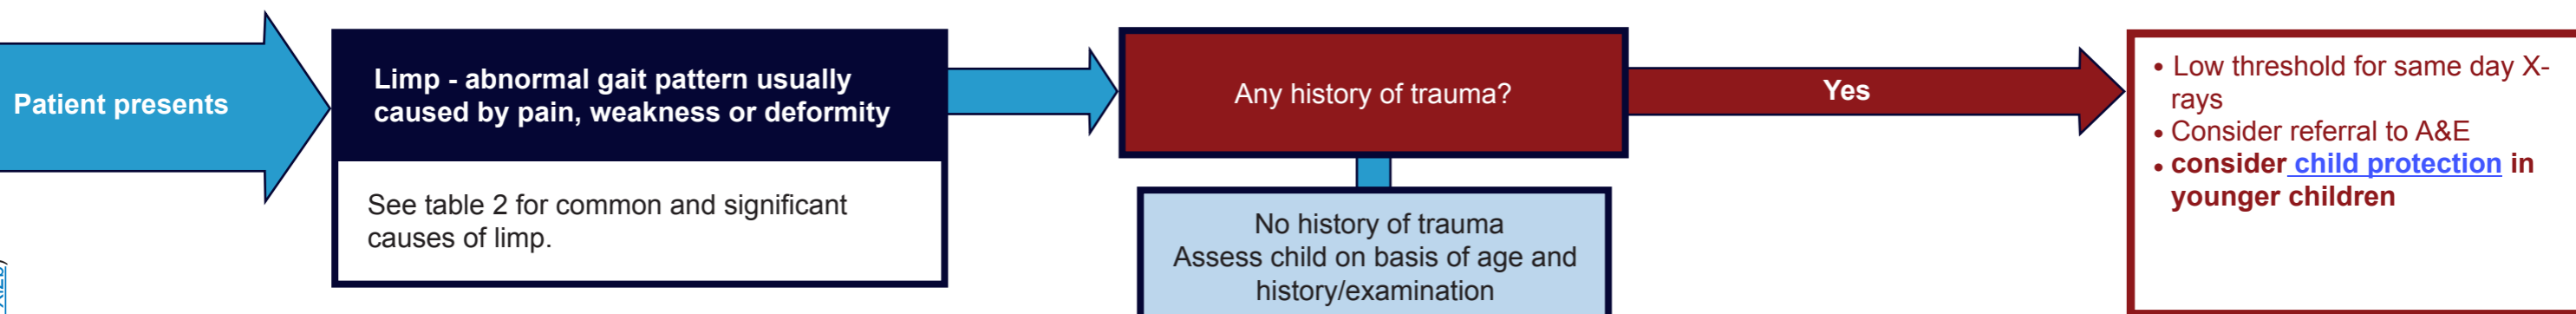 Patient presents
Limp - abnormal gait pattern usually
caused by pain, weakness or deformity
See table 2 for common and significant
causes of limp.
Any history of trauma?
Yes
No history of trauma
Assess child on basis of age and
history/examination
• Low threshold for same day X-
rays
• Consider referral to A&E
• consider child protection in
younger children